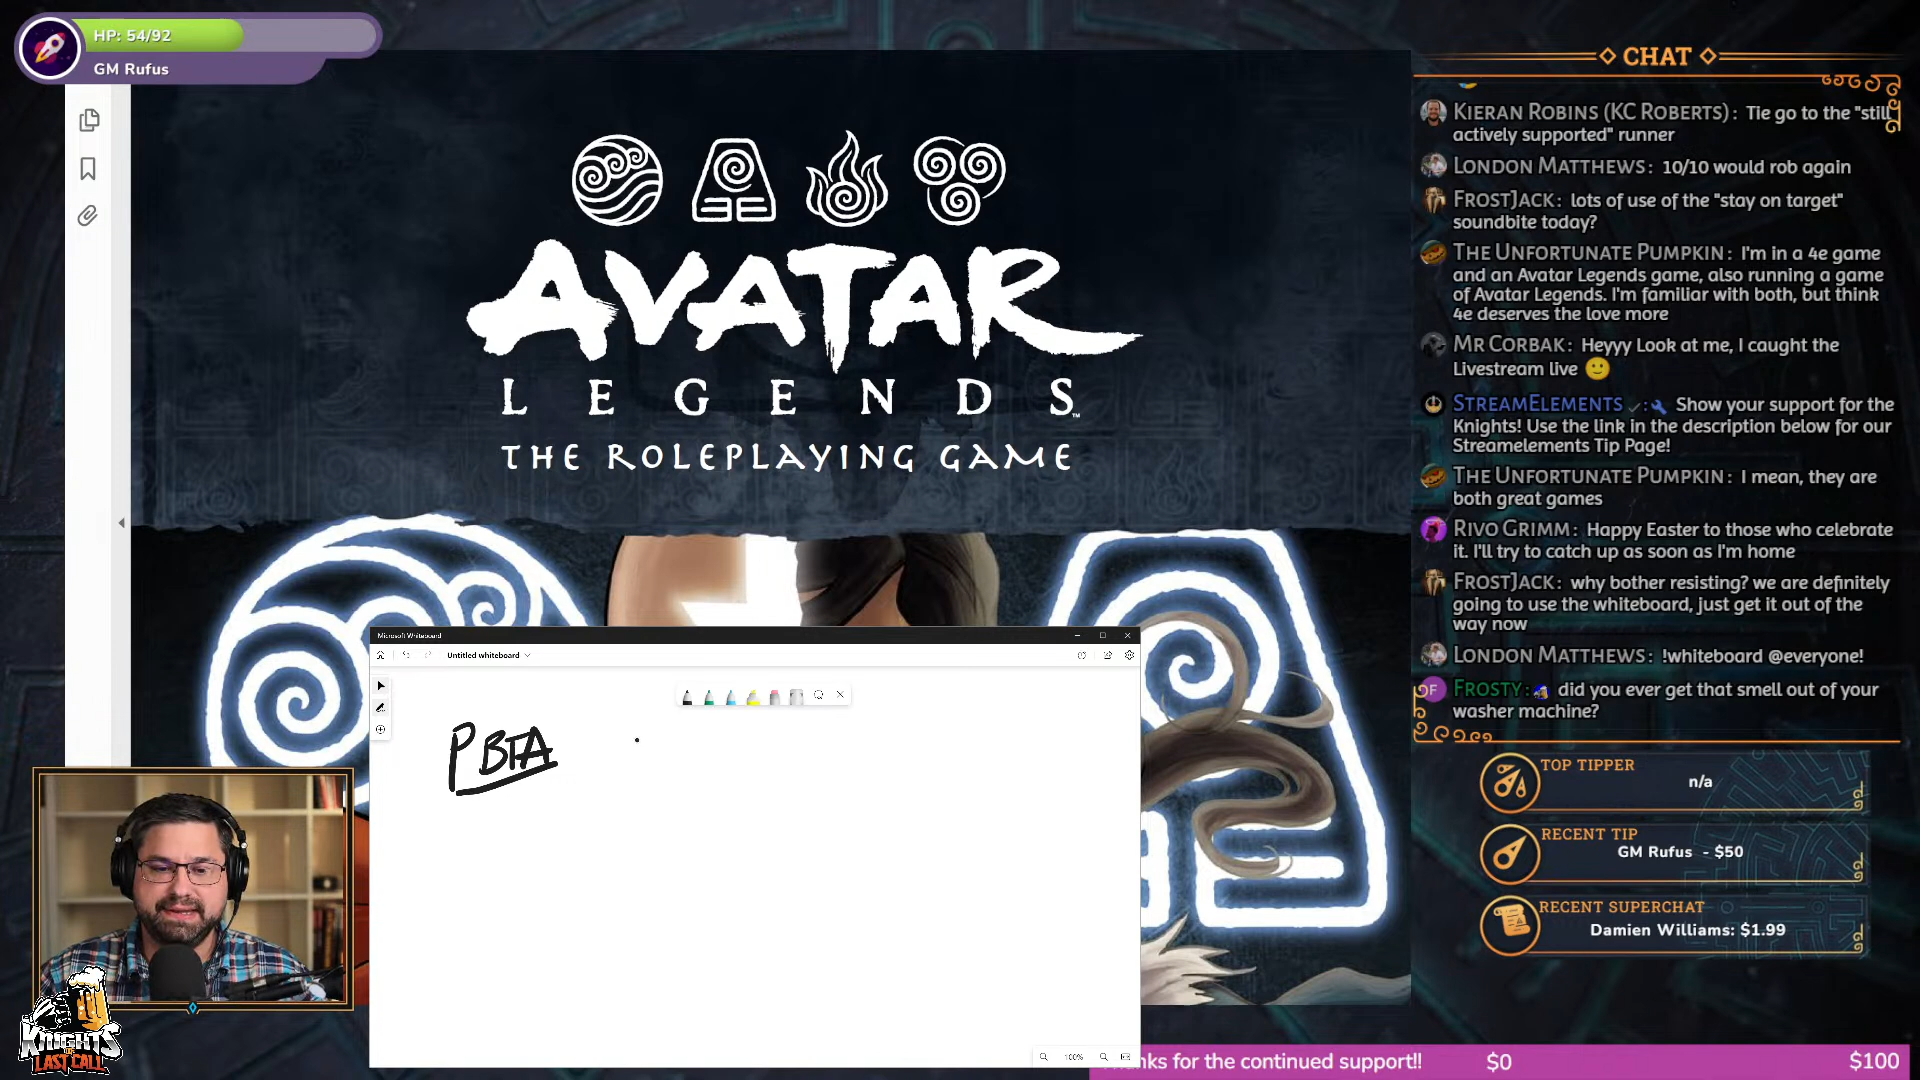 HP: 54/92
GM Rufus
AVATAR
LEGENDS™
THE ROLEPLAYING GAME
Microsoft Whiteboard
Untitled whiteboard
PBTA
100%
KNIGHTS
OF
LAST CALL
CHAT
KIERAN ROBINS (KC ROBERTS): Tie go to the "still
actively supported" runner
LONDON MATTHEWS: 10/10 would rob again
FROSTJACK: lots of use of the "stay on target"
soundbite today?
THE UNFORTUNATE PUMPKIN: I'm in a 4e game
and an Avatar Legends game, also running a game
of Avatar Legends. I'm familiar with both, but think
4e deserves the love more
MR CORBAK: Heyyy Look at me, I caught the
Livestream live 🙂
STREAMELEMENTS ✓:🔧 Show your support for the
Knights! Use the link in the description below for our
Streamelements Tip Page!
THE UNFORTUNATE PUMPKIN: I mean, they are
both great games
RIVO GRIMM: Happy Easter to those who celebrate
it. I'll try to catch up as soon as I'm home
FROSTJACK: why bother resisting? we are definitely
going to use the whiteboard, just get it out of the
way now
LONDON MATTHEWS: !whiteboard @everyone!
F FROSTY: did you ever get that smell out of your
washer machine?
TOP TIPPER
n/a
RECENT TIP
GM Rufus - $50
RECENT SUPERCHAT
Damien Williams: $1.99
nks for the continued support!! $0 $100